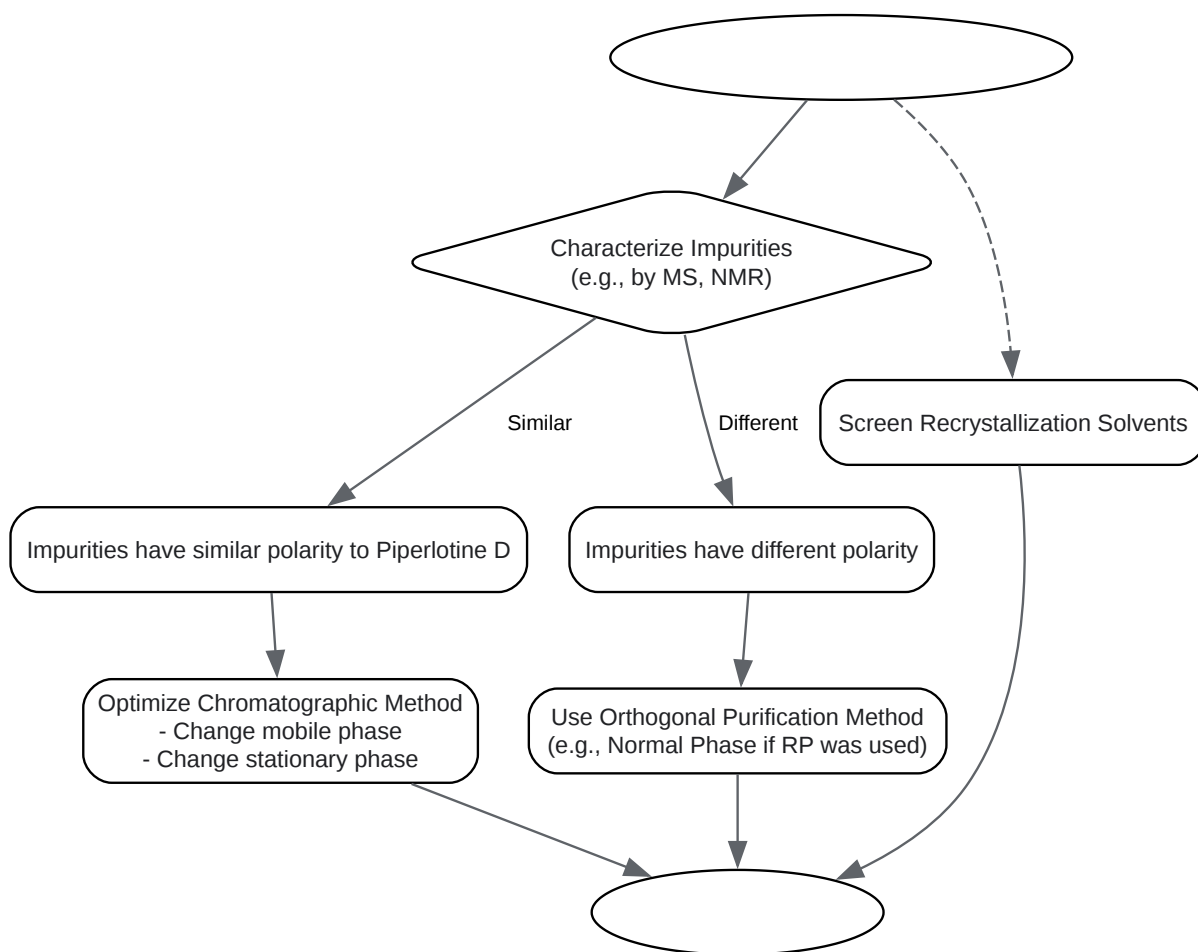 Characterize Impurities
(e.g., by MS, NMR)
Screen Recrystallization Solvents
Similar
Different
Impurities have similar polarity to Piperlotine D
Impurities have different polarity
Optimize Chromatographic Method
- Change mobile phase
- Change stationary phase
Use Orthogonal Purification Method
(e.g., Normal Phase if RP was used)